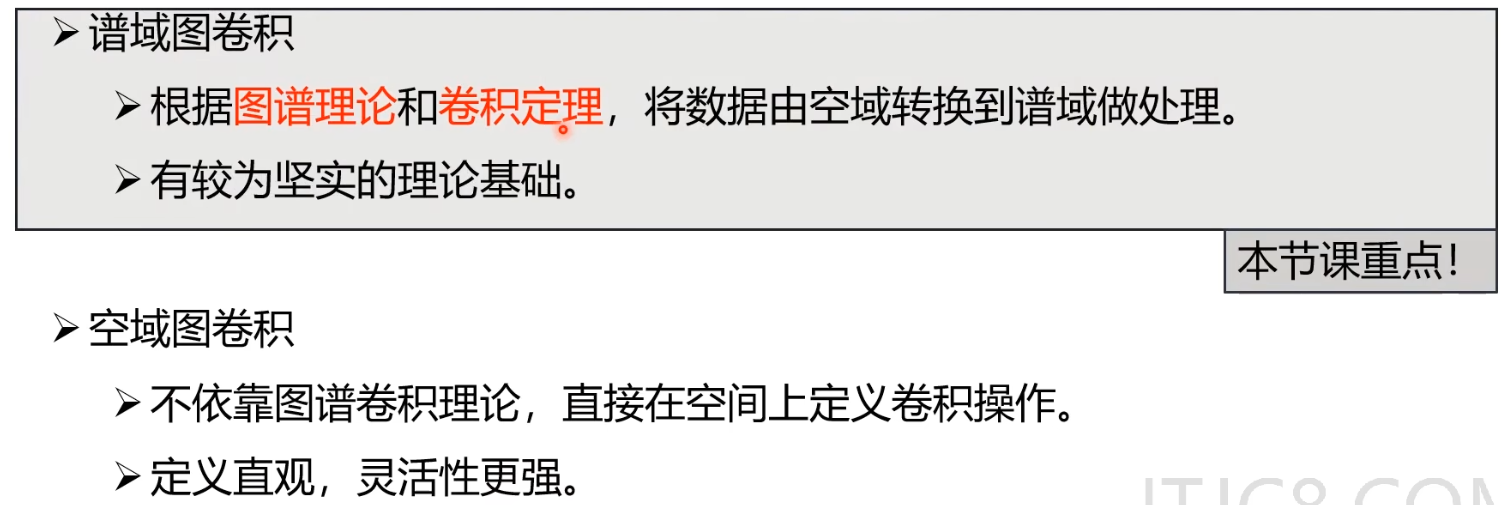 谱域图卷积
根据图谱理论和卷积定理，将数据由空域转换到谱域做处理。
有较为坚实的理论基础。
本节课重点！
空域图卷积
不依靠图谱卷积理论，直接在空间上定义卷积操作。
定义直观，灵活性更强。